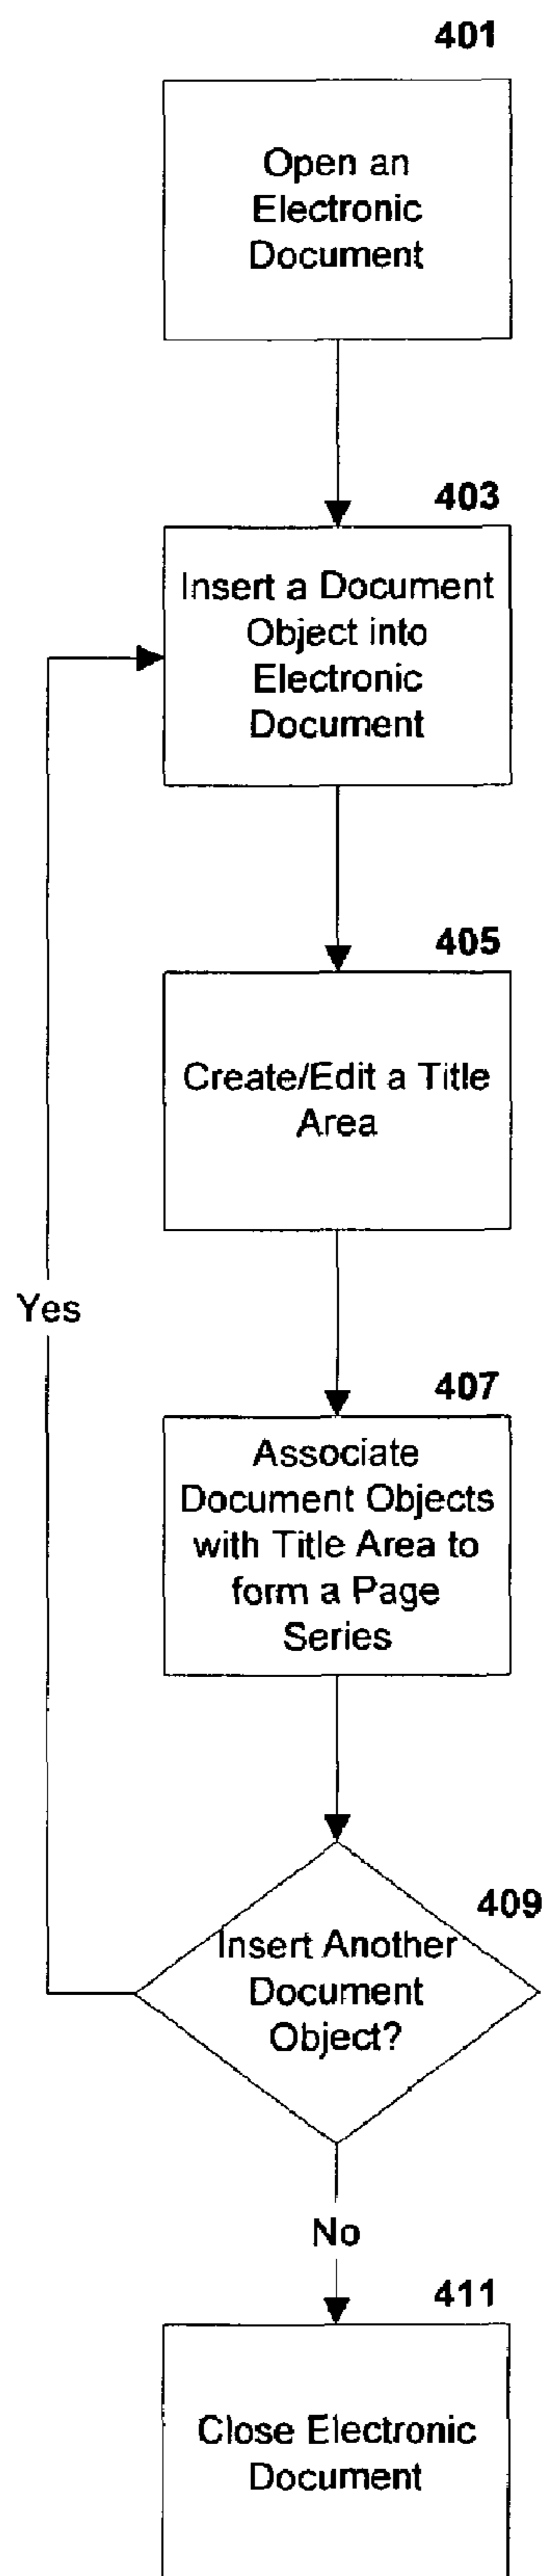 401
Open an
Electronic
Document
403
Insert a Document
Object into
Electronic
Document
405
Create/Edit a Title
Area
Yes
407
Associate
Document Objects
with Title Area to
form a Page
Series
409
Insert Another
Document
Object?
No
411
Close Electronic
Document